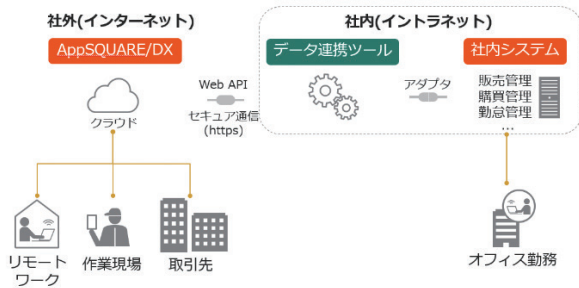 社外(インターネット)
社内(イントラネット)
AppSQUARE/DX
データ連携ツール
社内システム
クラウド
Web API
セキュア通信
(https)
アダプタ
販売管理
購買管理
勤怠管理
…
リモート
ワーク
作業現場
取引先
オフィス勤務